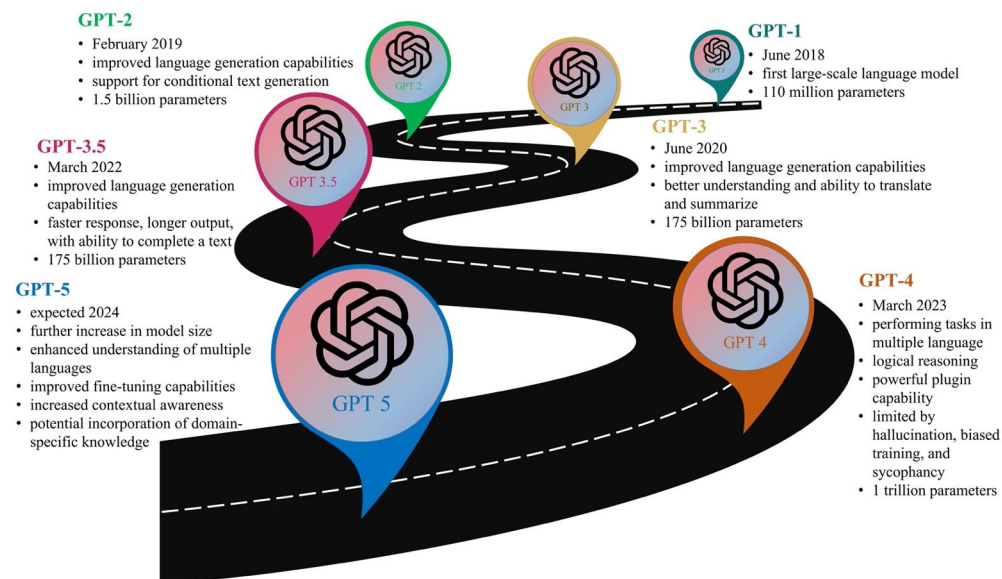 GPT-2
• February 2019
• improved language generation capabilities
• support for conditional text generation
• 1.5 billion parameters
GPT 2
GPT 3
GPT 1
GPT-1
• June 2018
• first large-scale language model
• 110 million parameters
GPT-3.5
• March 2022
• improved language generation
capabilities
• faster response, longer output,
with ability to complete a text
• 175 billion parameters
GPT 3.5
GPT-3
• June 2020
• improved language generation capabilities
• better understanding and ability to translate
and summarize
• 175 billion parameters
GPT-5
• expected 2024
• further increase in model size
• enhanced understanding of multiple
languages
• improved fine-tuning capabilities
• increased contextual awareness
• potential incorporation of domain-
specific knowledge
GPT 5
GPT 4
GPT-4
• March 2023
• performing tasks in
multiple language
• logical reasoning
• powerful plugin
capability
• limited by
hallucination, biased
training, and
sycophancy
• 1 trillion parameters